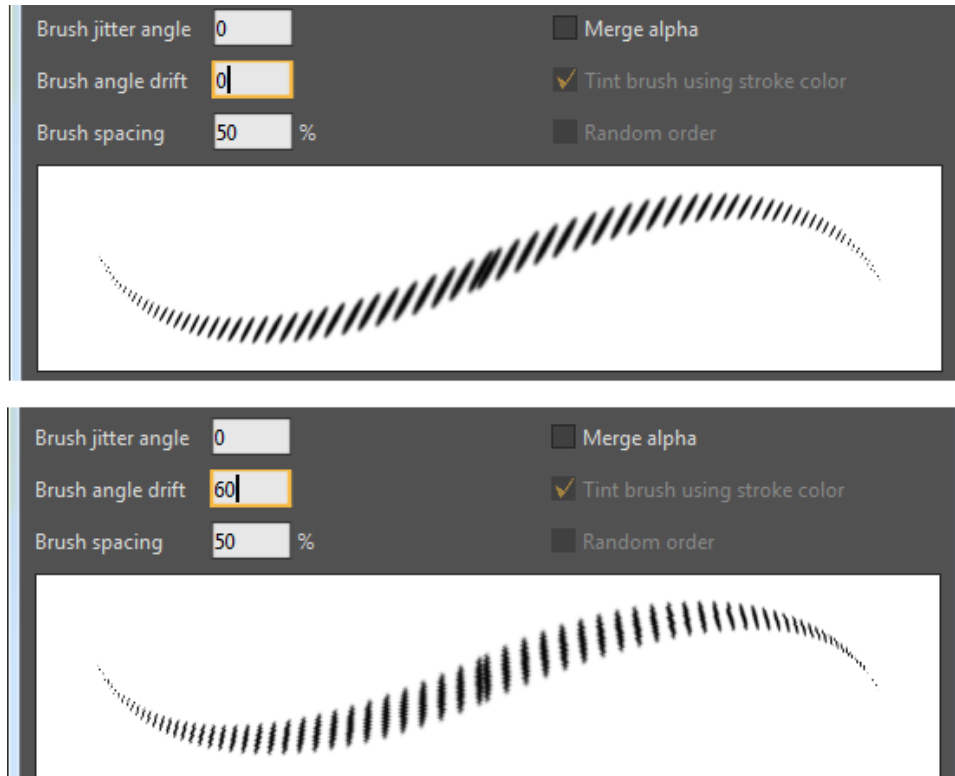 Brush jitter angle 0 Merge alpha
Brush angle drift 0 Tint brush using stroke color
Brush spacing 50 % Random order
Brush jitter angle 0 Merge alpha
Brush angle drift 60 Tint brush using stroke color
Brush spacing 50 % Random order